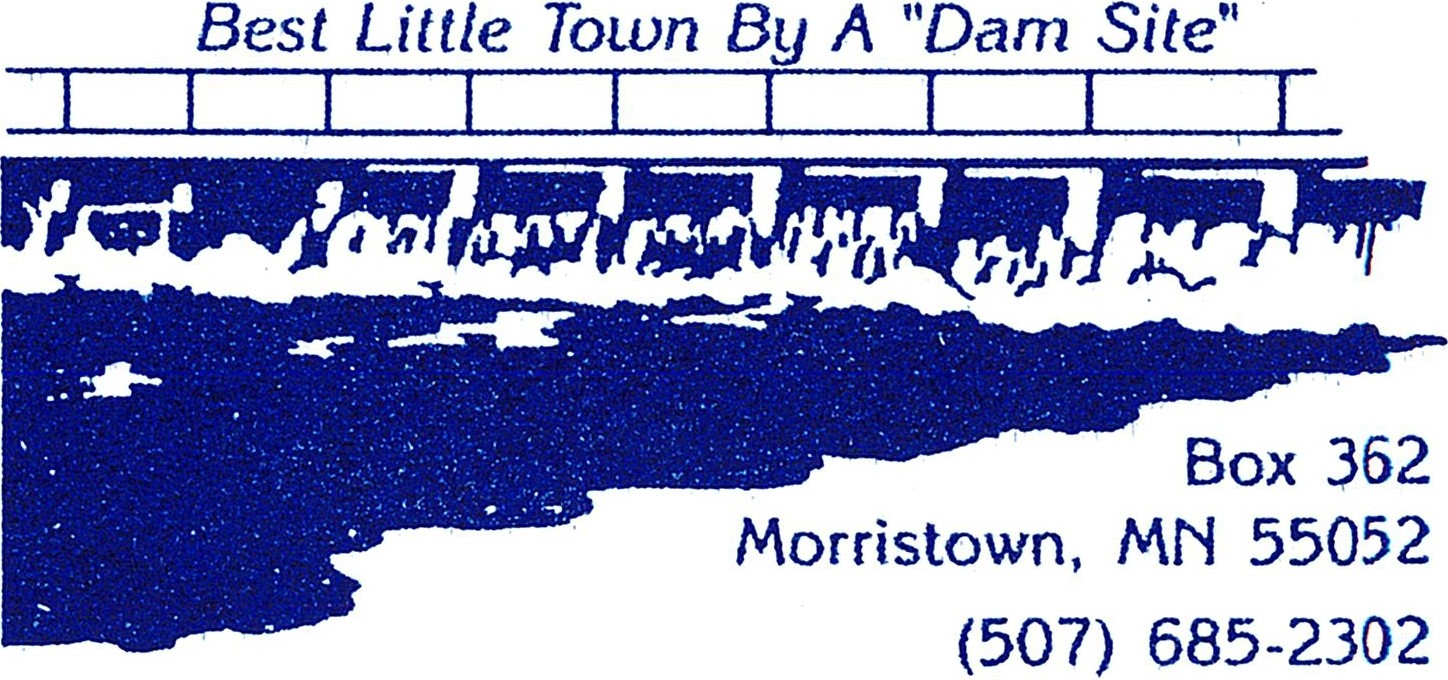 Best Little Town By A "Dam Site"
Box 362
Morristown, MN 55052
(507) 685-2302